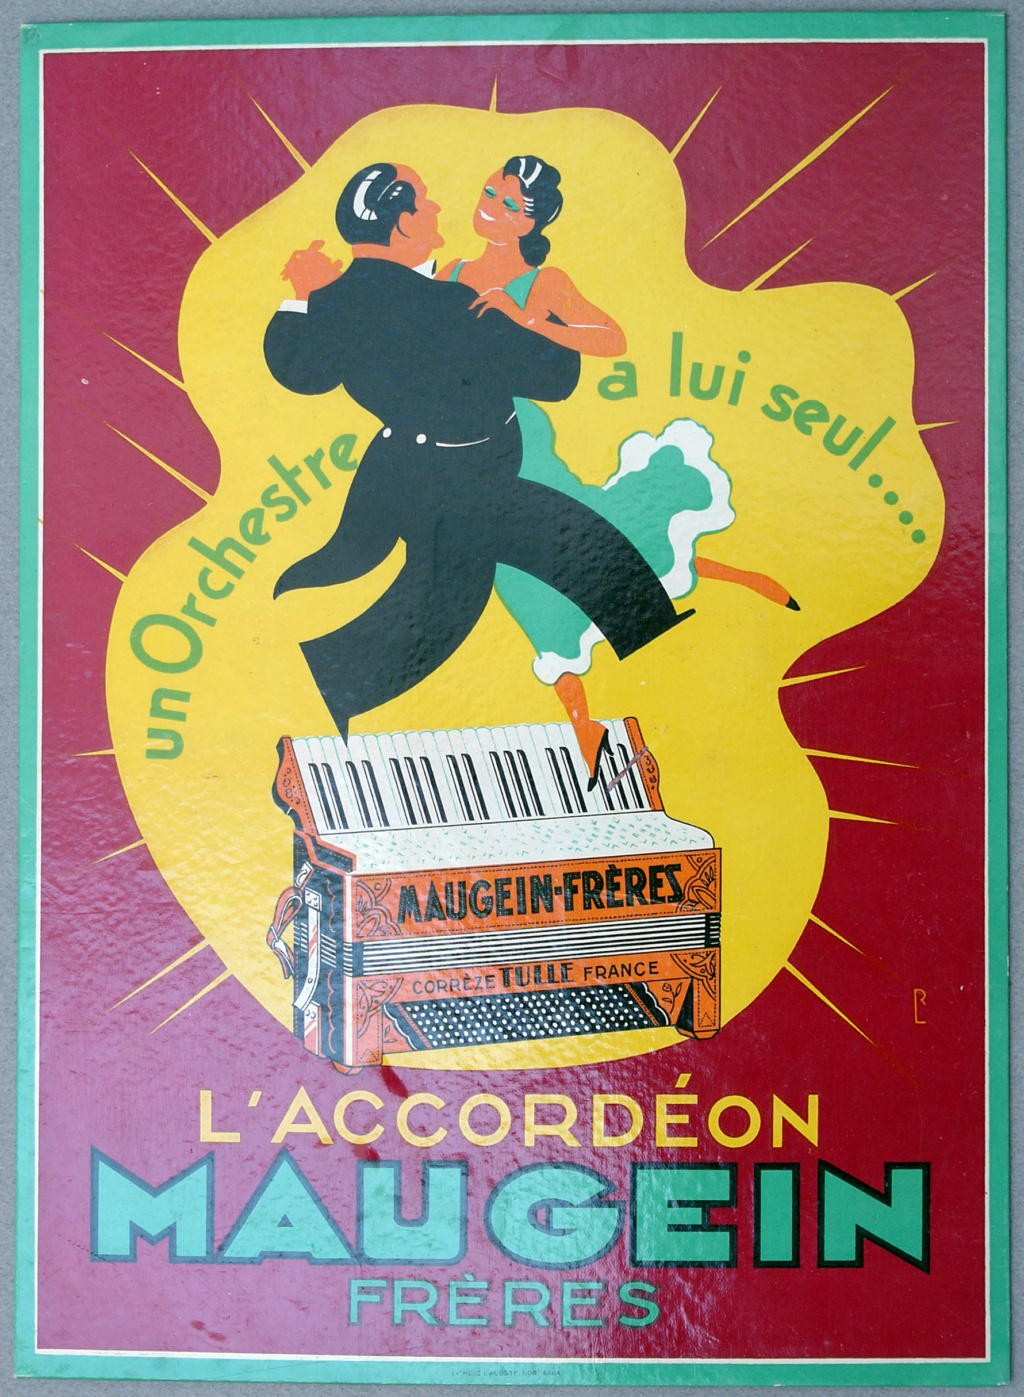 un Orchestre
a lui seul....
MAUGEIN-FRÈRES
CORRÈZE TULLE FRANCE
L'ACCORDÉON
MAUGEIN
FRÈRES